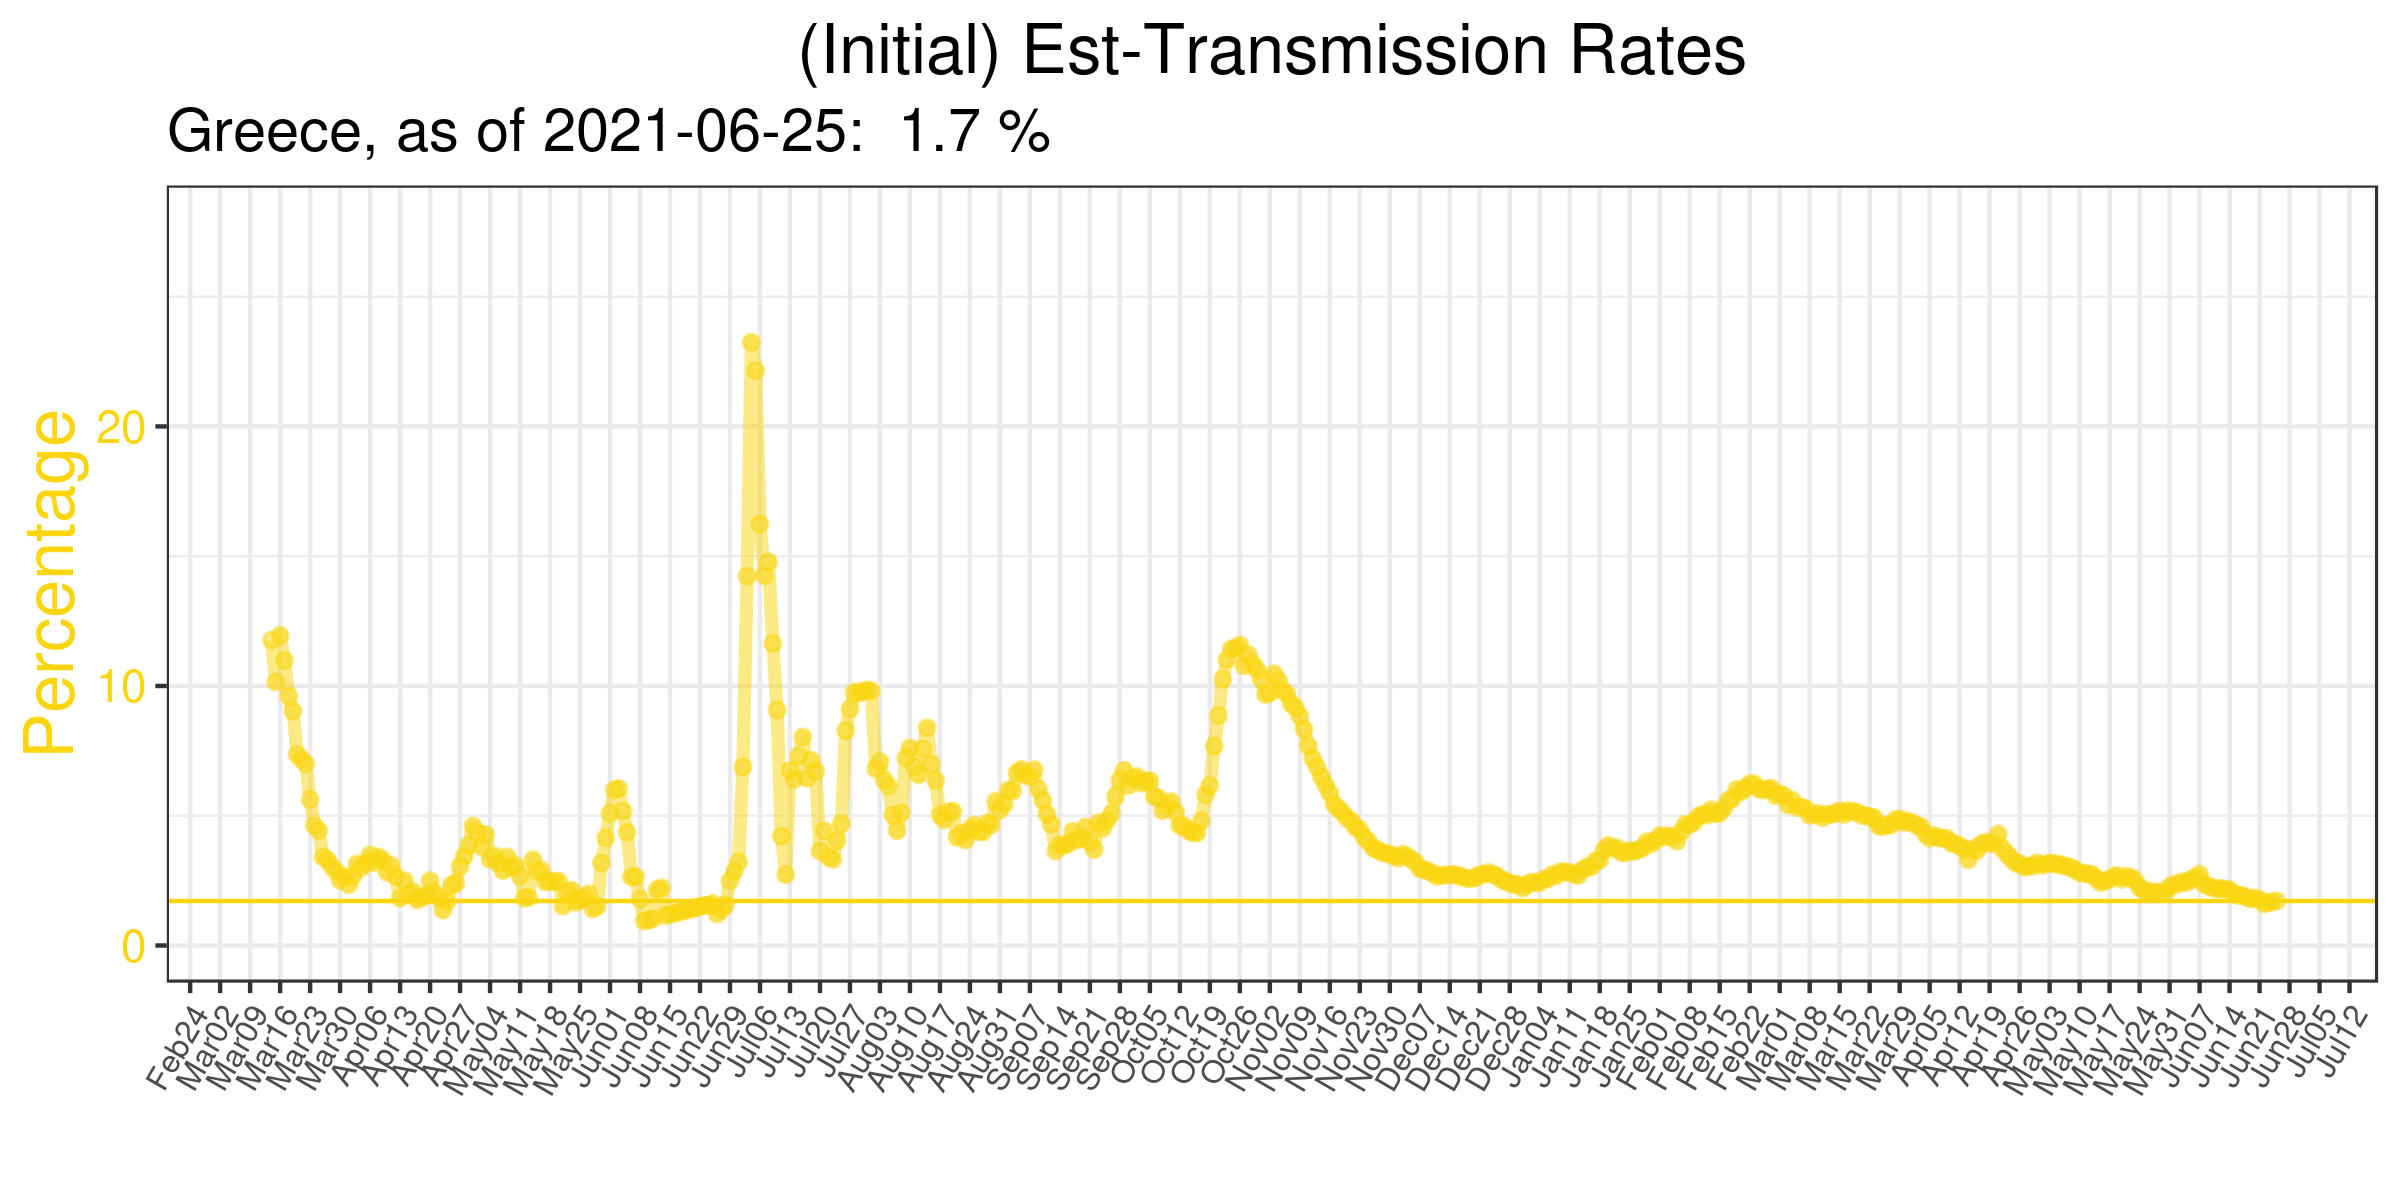 (Initial) Est-Transmission Rates
Greece, as of 2021-06-25: 1.7 %
Percentage
20
10
0
Feb24
Mar02
Mar09
Mar16
Mar23
Mar30
Apr06
Apr13
Apr20
Apr27
May04
May11
May18
May25
Jun01
Jun08
Jun15
Jun22
Jun29
Jul06
Jul13
Jul20
Jul27
Aug03
Aug10
Aug17
Aug24
Aug31
Sep07
Sep14
Sep21
Sep28
Oct05
Oct12
Oct19
Oct26
Nov02
Nov09
Nov16
Nov23
Nov30
Dec07
Dec14
Dec21
Dec28
Jan04
Jan11
Jan18
Jan25
Feb01
Feb08
Feb15
Feb22
Mar01
Mar08
Mar15
Mar22
Mar29
Apr05
Apr12
Apr19
Apr26
May03
May10
May17
May24
May31
Jun07
Jun14
Jun21
Jun28
Jul05
Jul12